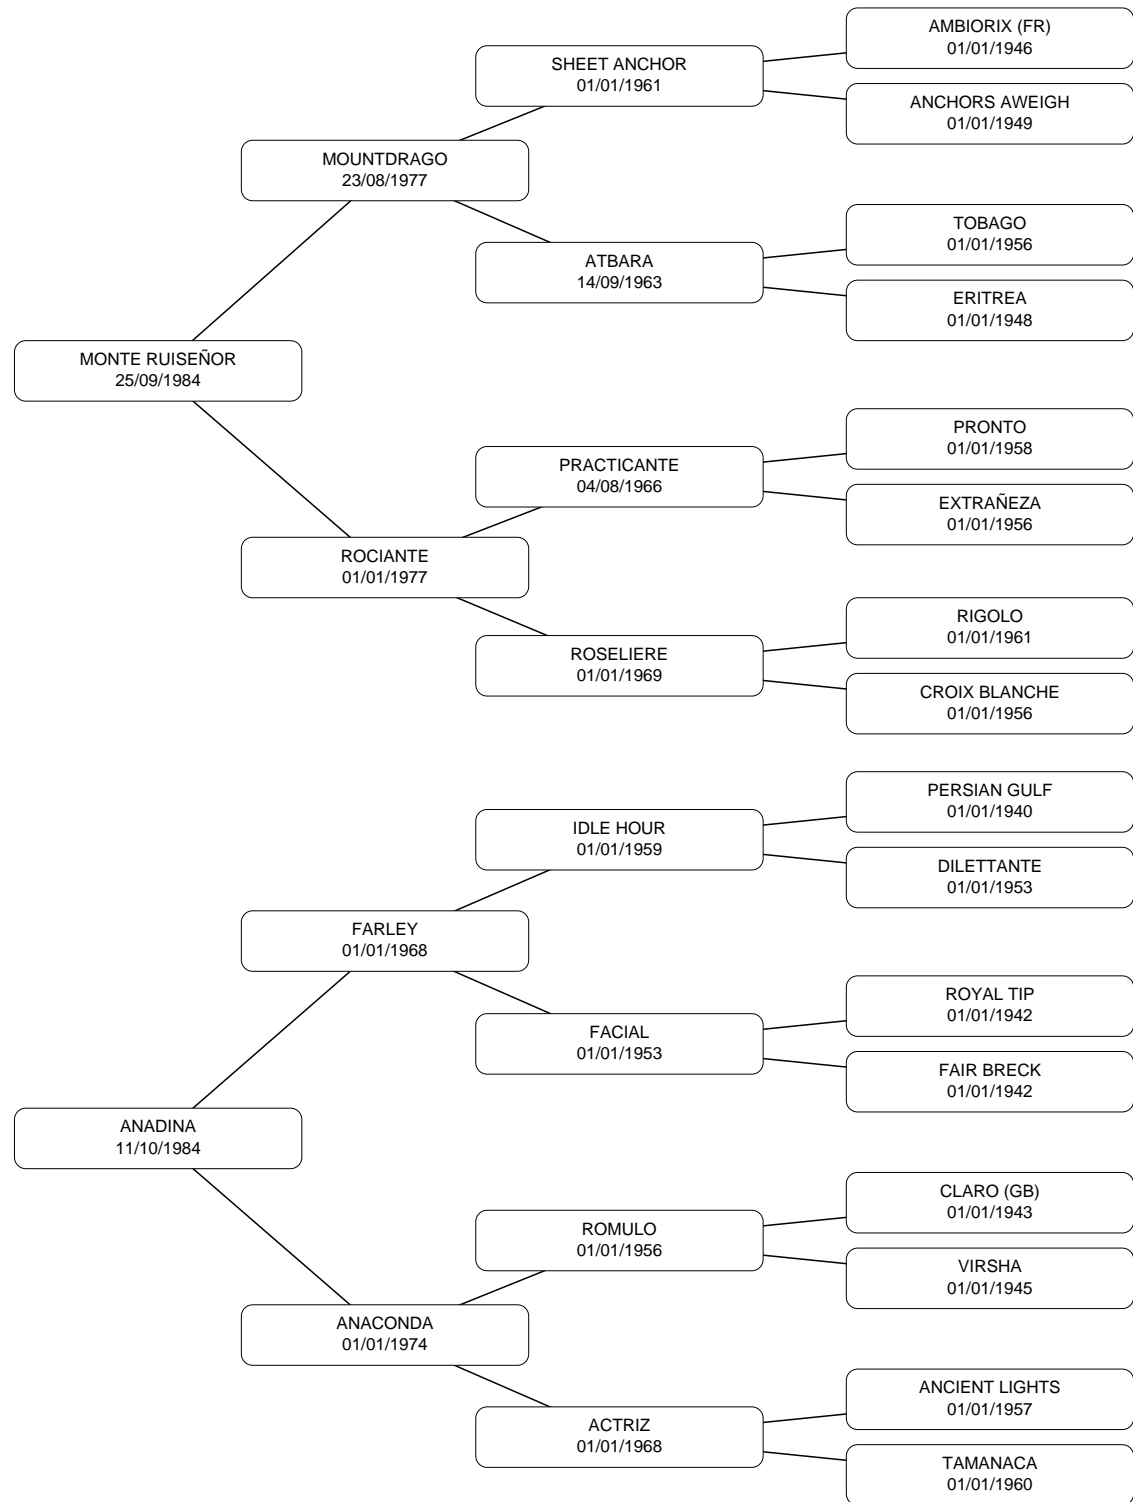 AMBIORIX (FR)
01/01/1946
SHEET ANCHOR
01/01/1961
ANCHORS AWEIGH
01/01/1949
MOUNTDRAGO
23/08/1977
TOBAGO
01/01/1956
ATBARA
14/09/1963
ERITREA
01/01/1948
MONTE RUISEÑOR
25/09/1984
PRONTO
01/01/1958
PRACTICANTE
04/08/1966
EXTRAÑEZA
01/01/1956
ROCIANTE
01/01/1977
RIGOLO
01/01/1961
ROSELIERE
01/01/1969
CROIX BLANCHE
01/01/1956
PERSIAN GULF
01/01/1940
IDLE HOUR
01/01/1959
DILETTANTE
01/01/1953
FARLEY
01/01/1968
ROYAL TIP
01/01/1942
FACIAL
01/01/1953
FAIR BRECK
01/01/1942
ANADINA
11/10/1984
CLARO (GB)
01/01/1943
ROMULO
01/01/1956
VIRSHA
01/01/1945
ANACONDA
01/01/1974
ANCIENT LIGHTS
01/01/1957
ACTRIZ
01/01/1968
TAMANACA
01/01/1960